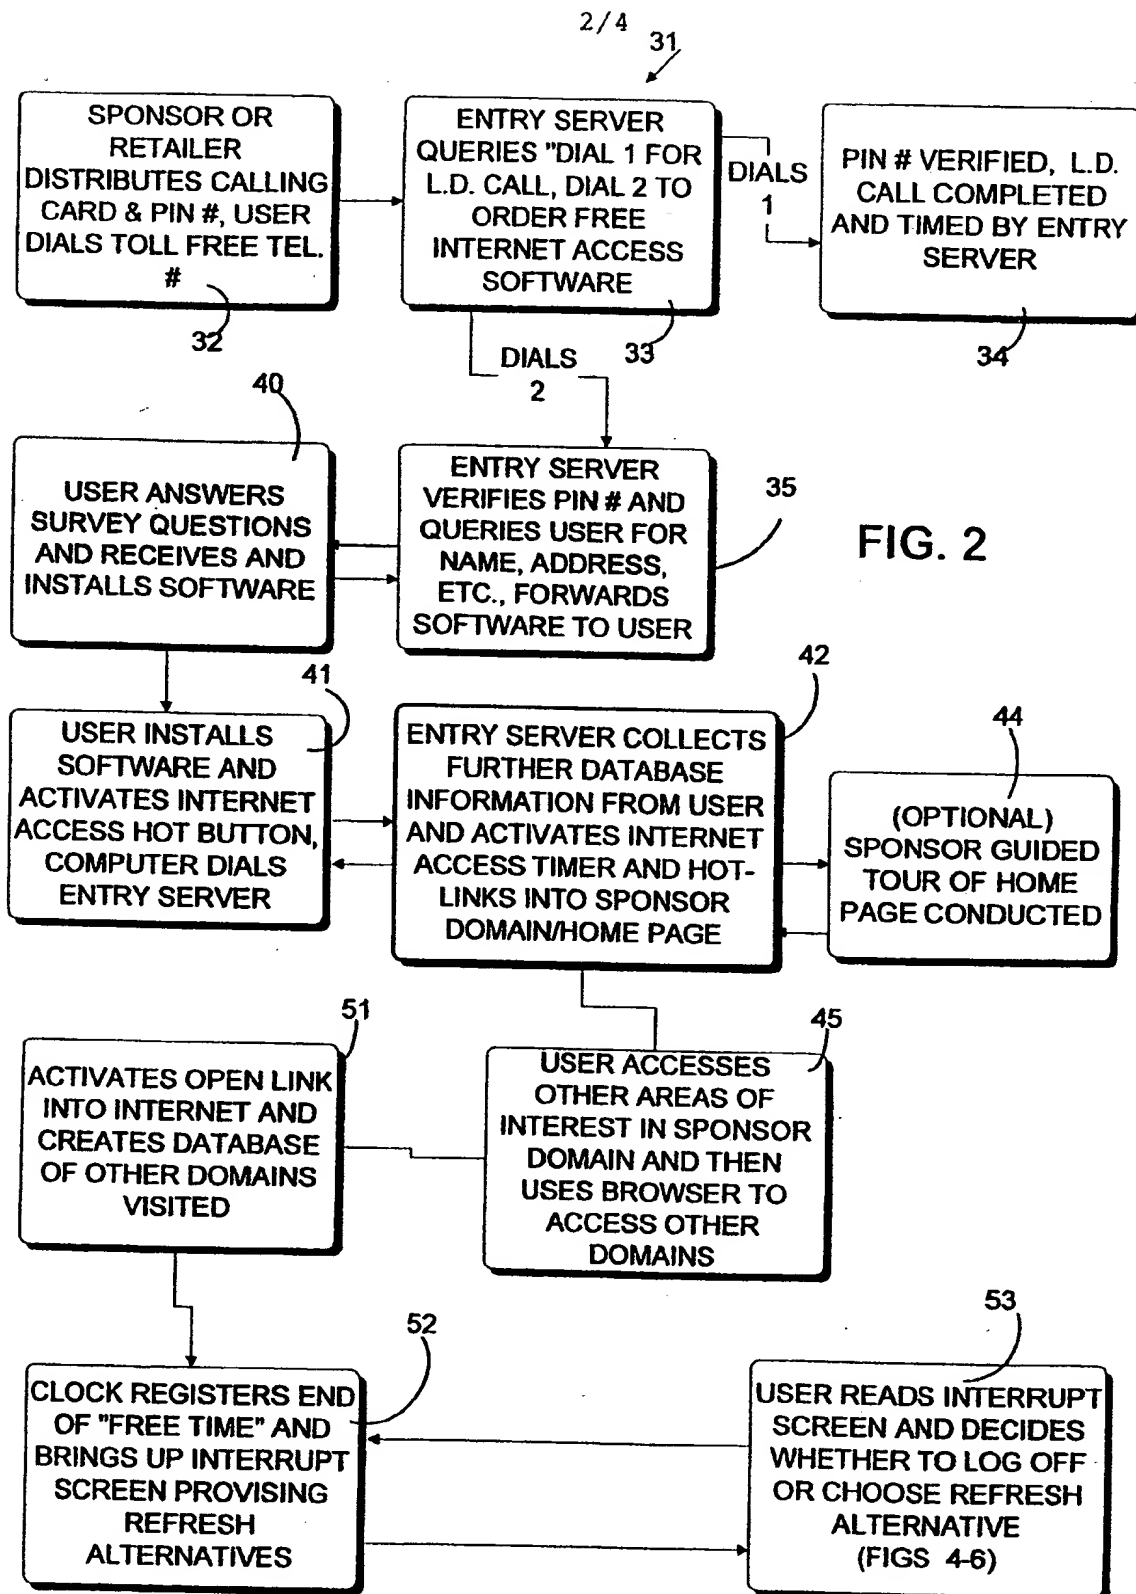 2/4
31
SPONSOR OR
RETAILER
DISTRIBUTES CALLING
CARD & PIN #, USER
DIALS TOLL FREE TEL.
#
32
ENTRY SERVER
QUERIES "DIAL 1 FOR
L.D. CALL, DIAL 2 TO
ORDER FREE
INTERNET ACCESS
SOFTWARE
33
DIALS
1
PIN # VERIFIED, L.D.
CALL COMPLETED
AND TIMED BY ENTRY
SERVER
34
DIALS
2
40
USER ANSWERS
SURVEY QUESTIONS
AND RECEIVES AND
INSTALLS SOFTWARE
ENTRY SERVER
VERIFIES PIN # AND
QUERIES USER FOR
NAME, ADDRESS,
ETC., FORWARDS
SOFTWARE TO USER
35
FIG. 2
41
USER INSTALLS
SOFTWARE AND
ACTIVATES INTERNET
ACCESS HOT BUTTON,
COMPUTER DIALS
ENTRY SERVER
42
ENTRY SERVER COLLECTS
FURTHER DATABASE
INFORMATION FROM USER
AND ACTIVATES INTERNET
ACCESS TIMER AND HOT-
LINKS INTO SPONSOR
DOMAIN/HOME PAGE
44
(OPTIONAL)
SPONSOR GUIDED
TOUR OF HOME
PAGE CONDUCTED
51
ACTIVATES OPEN LINK
INTO INTERNET AND
CREATES DATABASE
OF OTHER DOMAINS
VISITED
45
USER ACCESSES
OTHER AREAS OF
INTEREST IN SPONSOR
DOMAIN AND THEN
USES BROWSER TO
ACCESS OTHER
DOMAINS
52
CLOCK REGISTERS END
OF "FREE TIME" AND
BRINGS UP INTERRUPT
SCREEN PROVISING
REFRESH
ALTERNATIVES
53
USER READS INTERRUPT
SCREEN AND DECIDES
WHETHER TO LOG OFF
OR CHOOSE REFRESH
ALTERNATIVE
(FIGS 4-6)